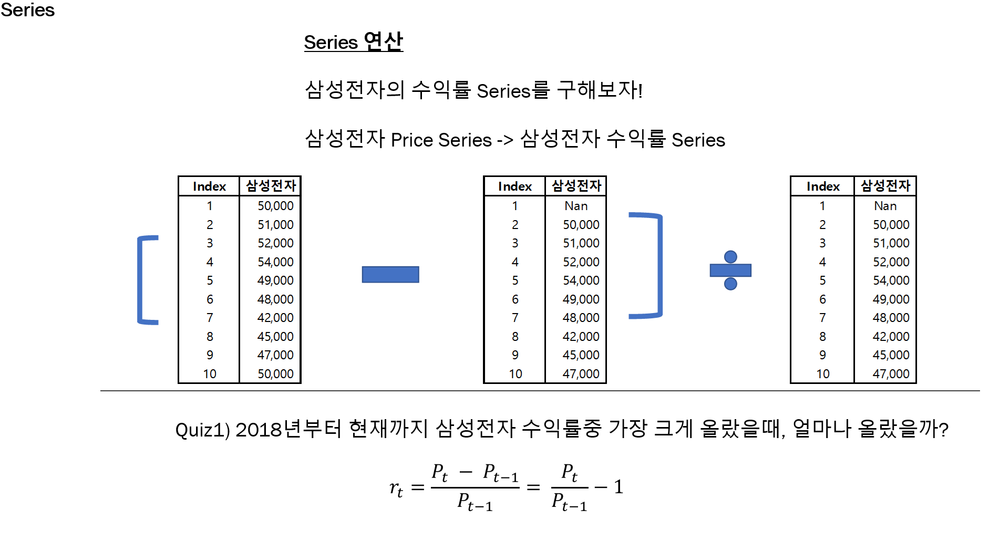 Series
Series 연산
삼성전자의 수익률 Series를 구해보자!
삼성전자 Price Series -> 삼성전자 수익률 Series
Index 삼성전자
1 50,000
2 51,000
3 52,000
4 54,000
5 49,000
6 48,000
7 42,000
8 45,000
9 47,000
10 50,000
Index 삼성전자
1 Nan
2 50,000
3 51,000
4 52,000
5 54,000
6 49,000
7 48,000
8 42,000
9 45,000
10 47,000
Index 삼성전자
1 Nan
2 50,000
3 51,000
4 52,000
5 54,000
6 49,000
7 48,000
8 42,000
9 45,000
10 47,000
Quiz1) 2018년부터 현재까지 삼성전자 수익률중 가장 크게 올랐을때, 얼마나 올랐을까?
r_t = \frac{P_t - P_{t-1}}{P_{t-1}} = \frac{P_t}{P_{t-1}} - 1